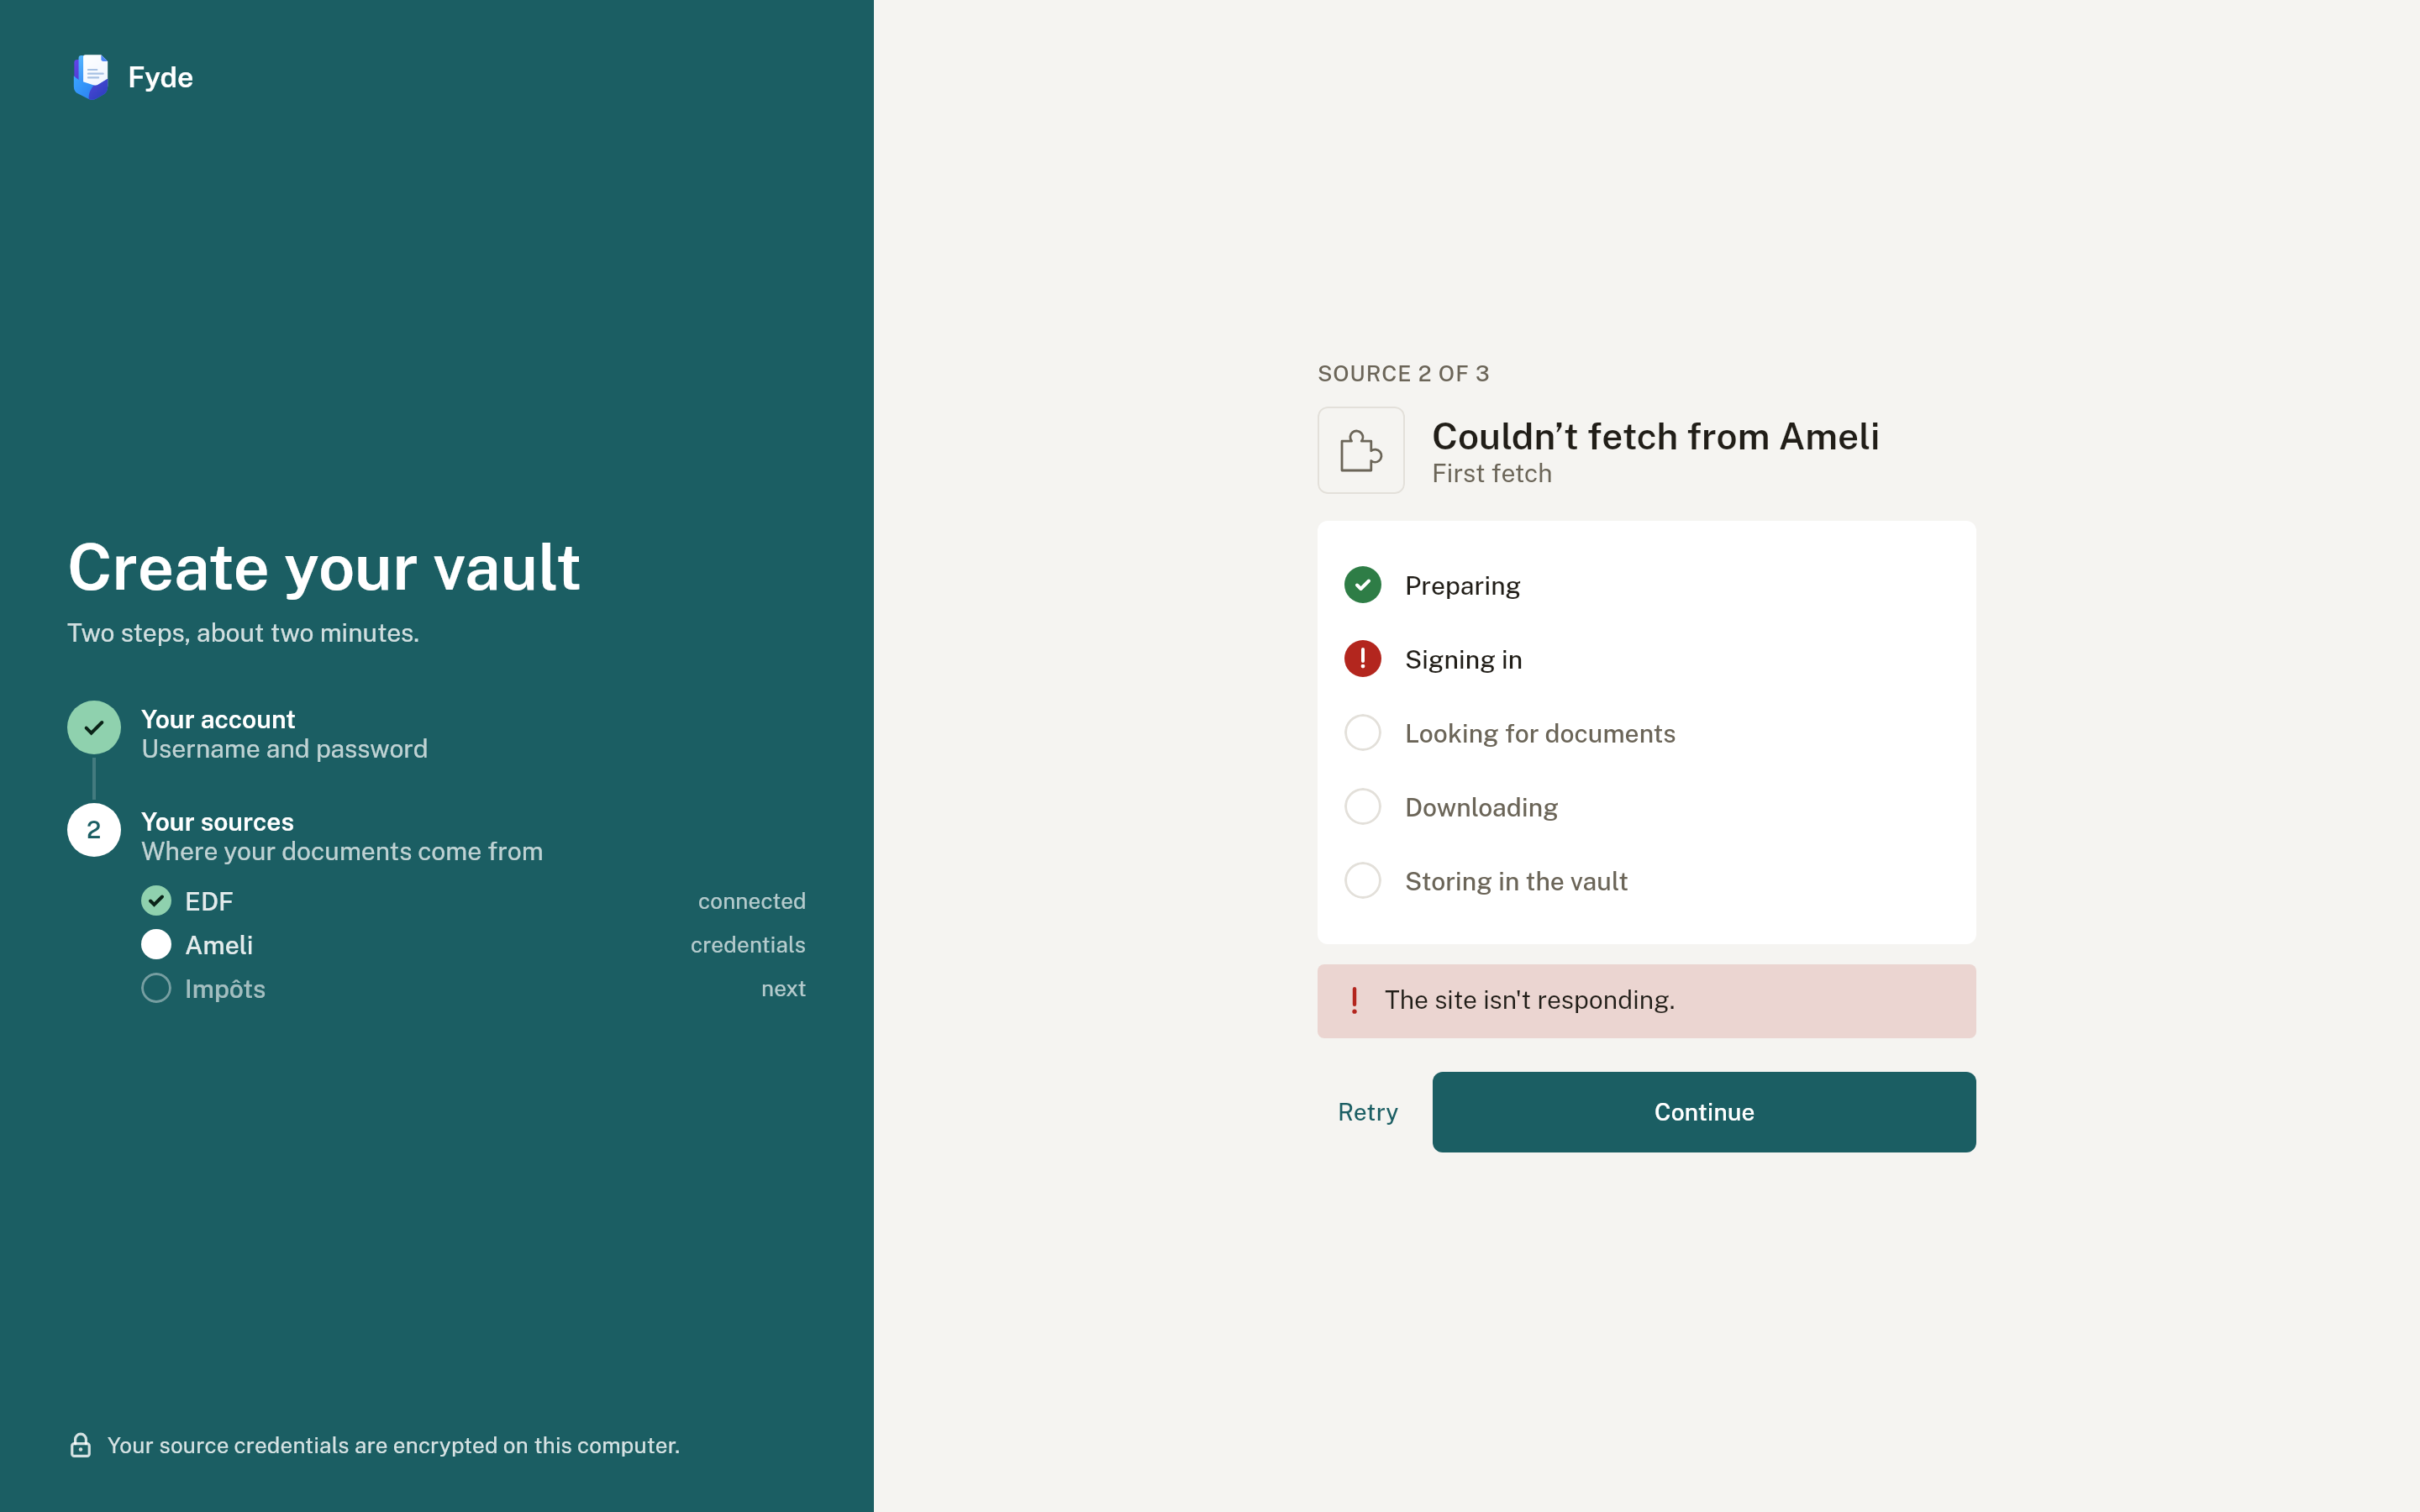 Fyde
Create your vault
Two steps, about two minutes.
Your account
Username and password
2
Your sources
Where your documents come from
EDF connected
Ameli credentials
Impôts next
Your source credentials are encrypted on this computer.
SOURCE 2 OF 3
Couldn’t fetch from Ameli
First fetch
Preparing
! Signing in
Looking for documents
Downloading
Storing in the vault
! The site isn't responding.
Retry Continue